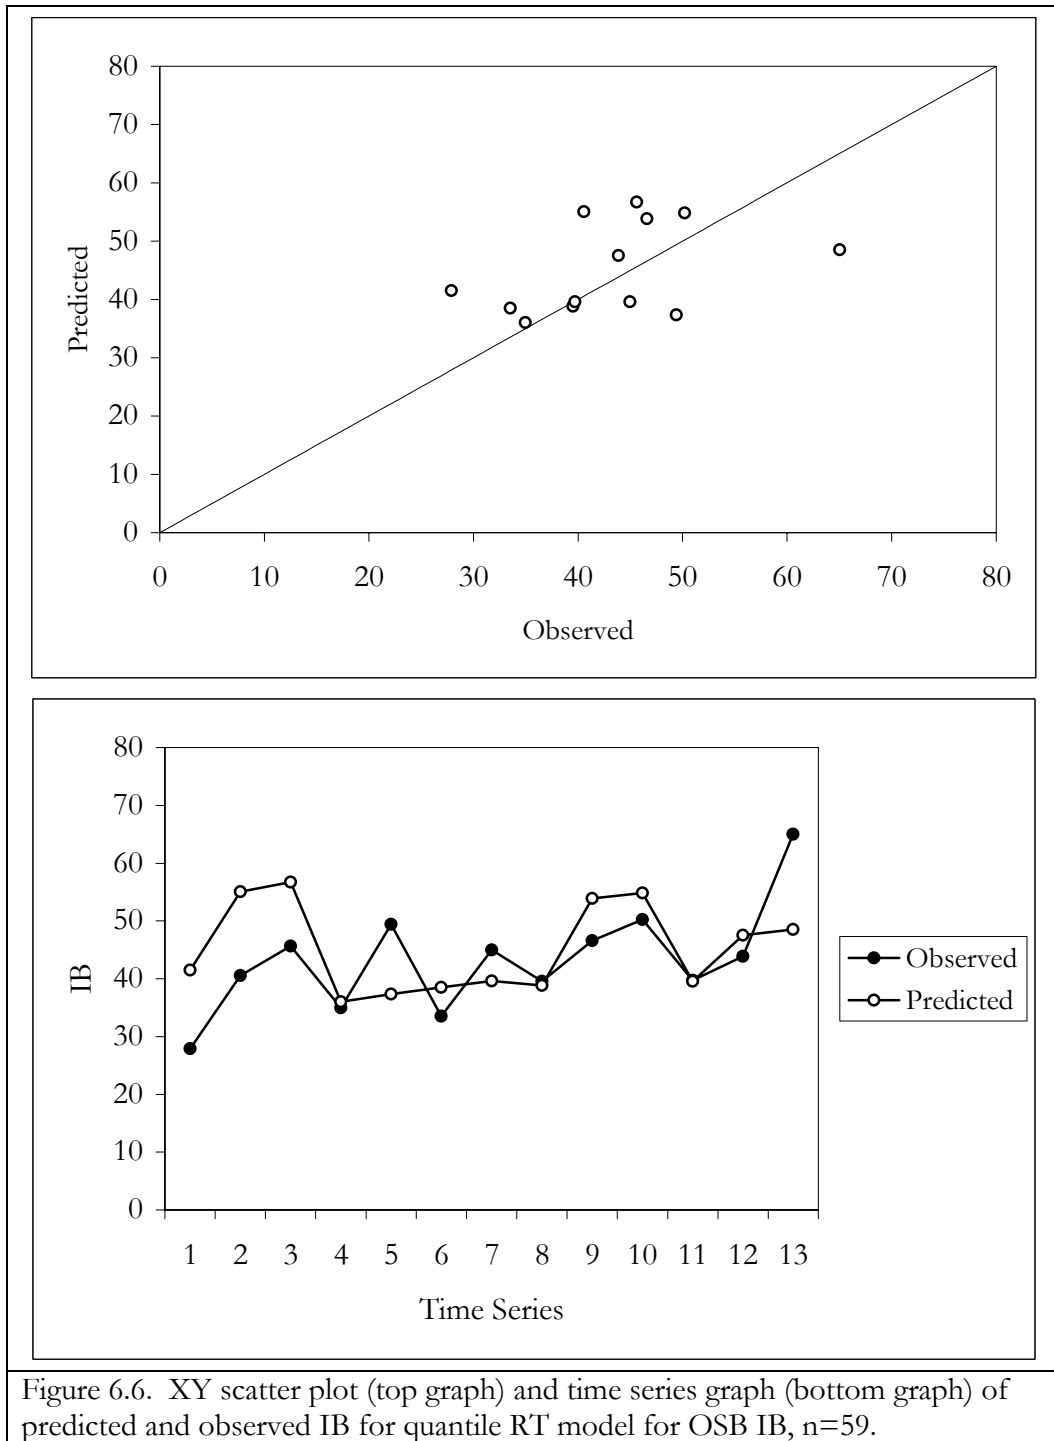 80
70
60
50
40
30
20
10
0
Predicted
0 10 20 30 40 50 60 70 80
Observed
80
70
60
50
40
30
20
10
0
IB
1 2 3 4 5 6 7 8 9 10 11 12 13
Time Series
Observed
Predicted
Figure 6.6. XY scatter plot (top graph) and time series graph (bottom graph) of
predicted and observed IB for quantile RT model for OSB IB, n=59.